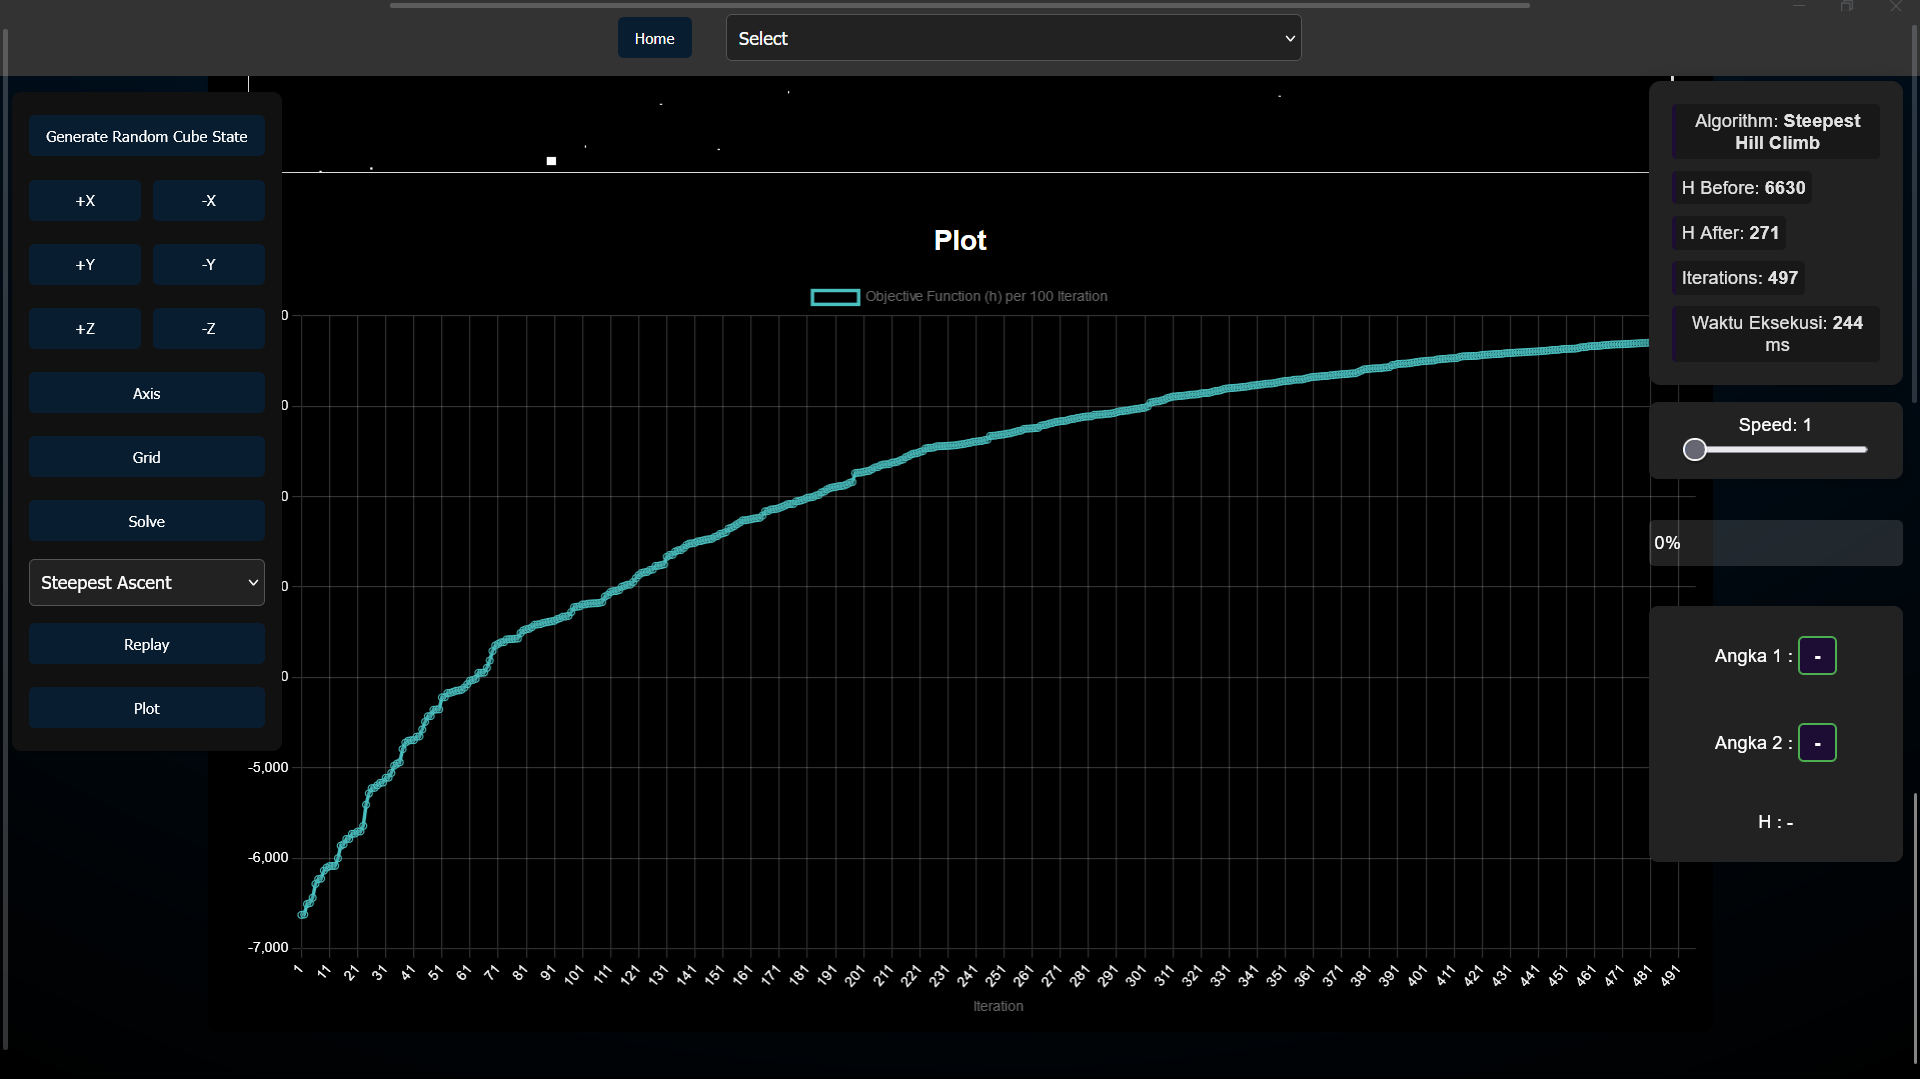 Home
Select
Generate Random Cube State
+X
-X
+Y
-Y
+Z
-Z
Axis
Grid
Solve
Steepest Ascent
Replay
Plot
Plot
Objective Function (h) per 100 Iteration
0
0
0
0
0
-5,000
-6,000
-7,000
1
11
21
31
41
51
61
71
81
91
101
111
121
131
141
151
161
171
181
191
201
211
221
231
241
251
261
271
281
291
301
311
321
331
341
351
361
371
381
391
401
411
421
431
441
451
461
471
481
491
Iteration
Algorithm: Steepest
Hill Climb
H Before: 6630
H After: 271
Iterations: 497
Waktu Eksekusi: 244
ms
Speed: 1
0%
Angka 1 : -
Angka 2 : -
H : -